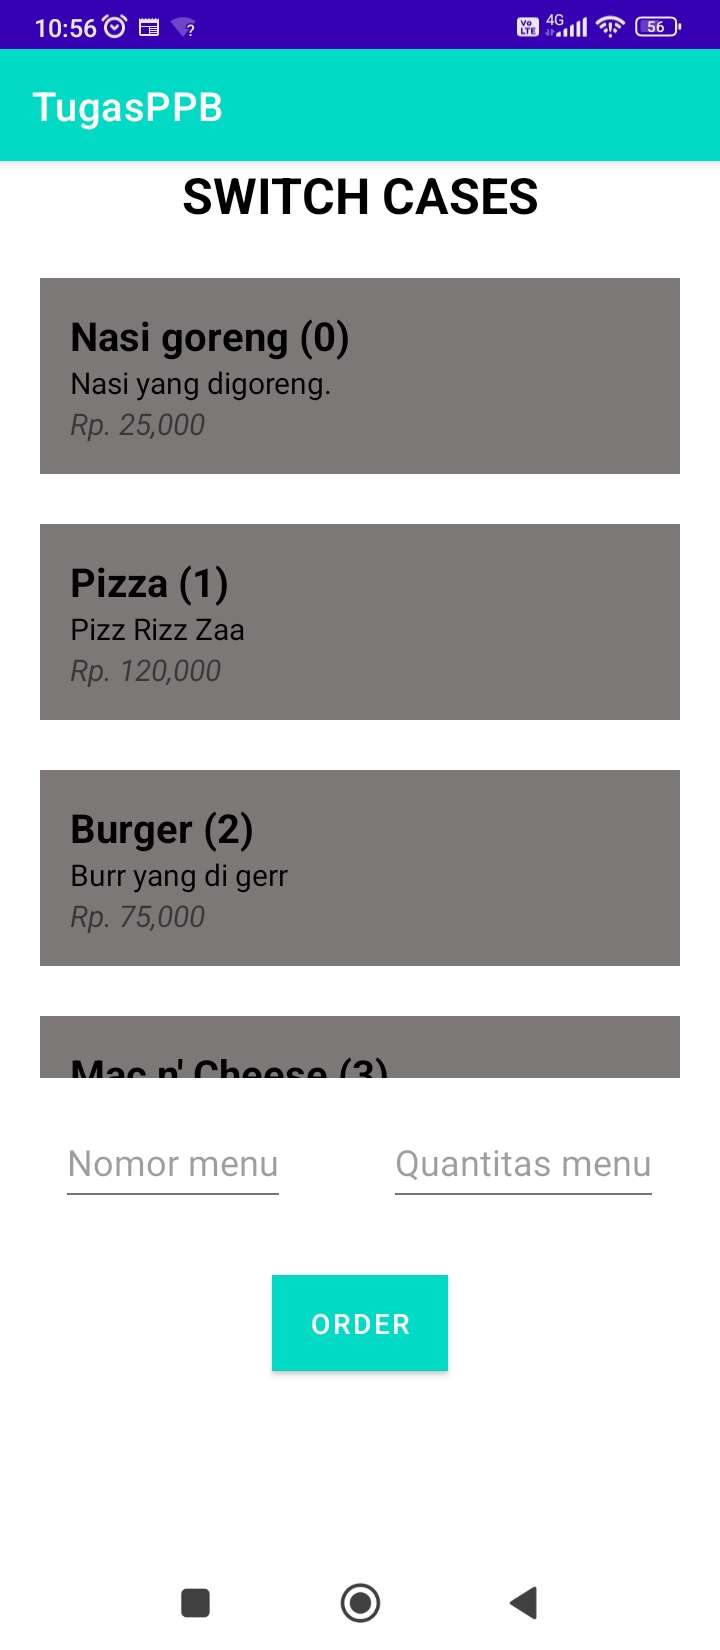 10:56
4G
Vo LTE
56
TugasPPB
SWITCH CASES
Nasi goreng (0)
Nasi yang digoreng.
Rp. 25,000
Pizza (1)
Pizz Rizz Zaa
Rp. 120,000
Burger (2)
Burr yang di gerr
Rp. 75,000
Mac n' Cheese (3)
Nomor menu
Quantitas menu
ORDER